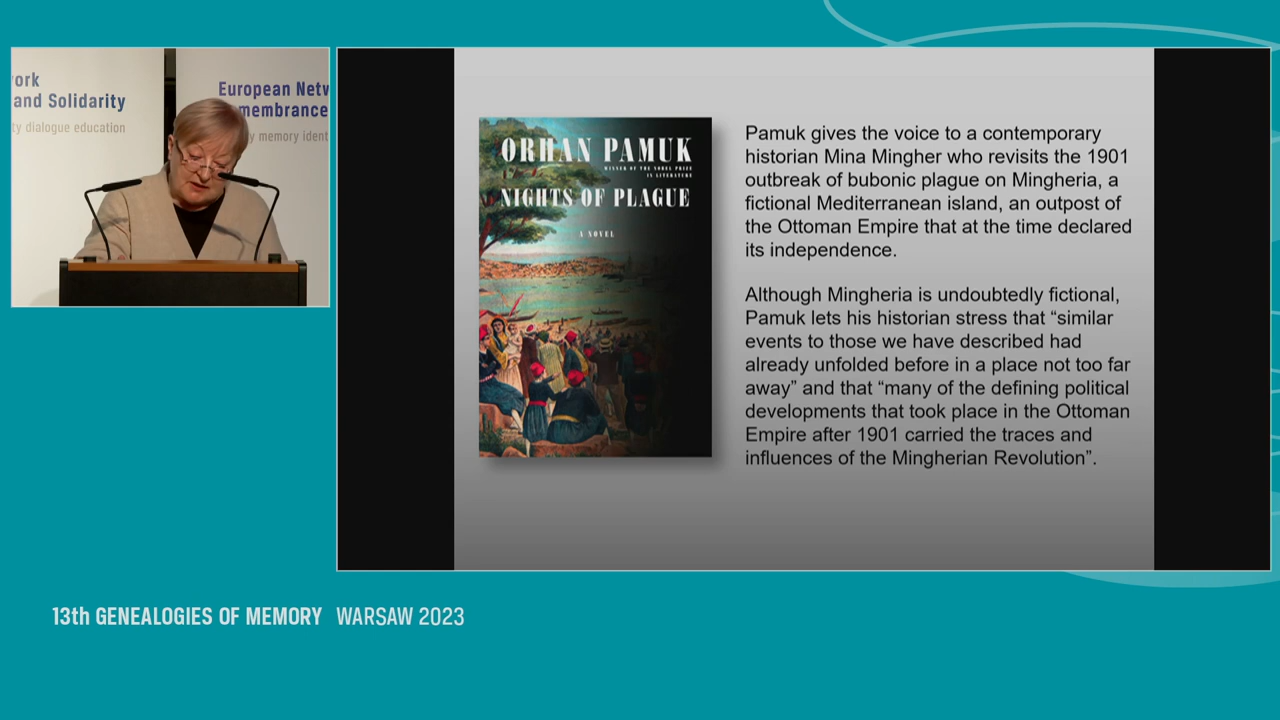 ork
and Solidarity
ty dialogue education
European Netw
membrance
y memory ident
ORHAN PAMUK
WINNER OF THE NOBEL PRIZE
IN LITERATURE
NIGHTS OF PLAGUE
A NOVEL
Pamuk gives the voice to a contemporary
historian Mina Mingher who revisits the 1901
outbreak of bubonic plague on Mingheria, a
fictional Mediterranean island, an outpost of
the Ottoman Empire that at the time declared
its independence.
Although Mingheria is undoubtedly fictional,
Pamuk lets his historian stress that “similar
events to those we have described had
already unfolded before in a place not too far
away” and that “many of the defining political
developments that took place in the Ottoman
Empire after 1901 carried the traces and
influences of the Mingherian Revolution”.
13th GENEALOGIES OF MEMORY WARSAW 2023